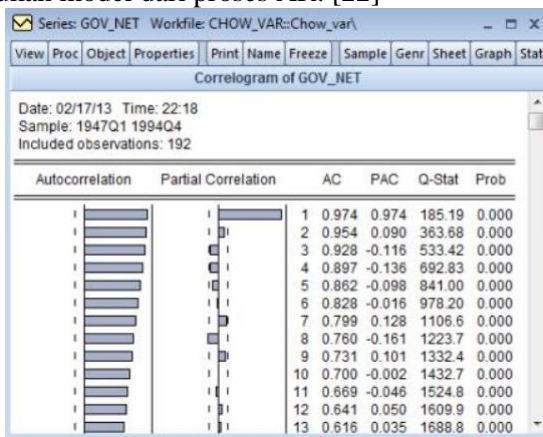 model dari proses AR. [22]
Series: GOV_NET Workfile: CHOW_VAR::Chow_var\
View Proc Object Properties Print Name Freeze Sample Genr Sheet Graph Stat
Correlogram of GOV_NET
Date: 02/17/13 Time: 22:18
Sample: 1947Q1 1994Q4
Included observations: 192
Autocorrelation Partial Correlation AC PAC Q-Stat Prob
1 0.974 0.974 185.19 0.000
2 0.954 0.090 363.68 0.000
3 0.928 -0.116 533.42 0.000
4 0.897 -0.136 692.83 0.000
5 0.862 -0.098 841.00 0.000
6 0.828 -0.016 978.20 0.000
7 0.799 0.128 1106.6 0.000
8 0.760 -0.161 1223.7 0.000
9 0.731 0.101 1332.4 0.000
10 0.700 -0.002 1432.7 0.000
11 0.669 -0.046 1524.8 0.000
12 0.641 0.050 1609.9 0.000
13 0.616 0.035 1688.8 0.000